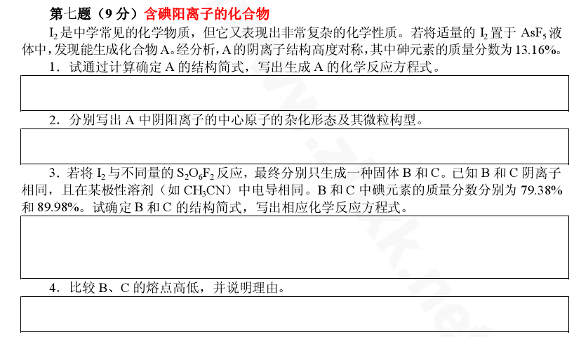 第七题（9 分）含碘阳离子的化合物
I₂是中学常见的化学物质，但它又表现出非常复杂的化学性质。若将适量的 I₂ 置于 AsF₅ 液
体中，发现能生成化合物 A。经分析，A 的阴离子结构高度对称，其中砷元素的质量分数为 13.16%。
1．试通过计算确定 A 的结构简式，写出生成 A 的化学反应方程式。
2．分别写出 A 中阴阳离子的中心原子的杂化形态及其微粒构型。
3．若将 I₂ 与不同量的 S₂O₆F₂ 反应，最终分别只生成一种固体 B 和 C。已知 B 和 C 阴离子
相同，且在某极性溶剂（如 CH₃CN）中电导相同。B 和 C 中碘元素的质量分数分别为 79.38%
和 89.98%。试确定 B 和 C 的结构简式，写出相应化学反应方程式。
4．比较 B、C 的熔点高低，并说明理由。